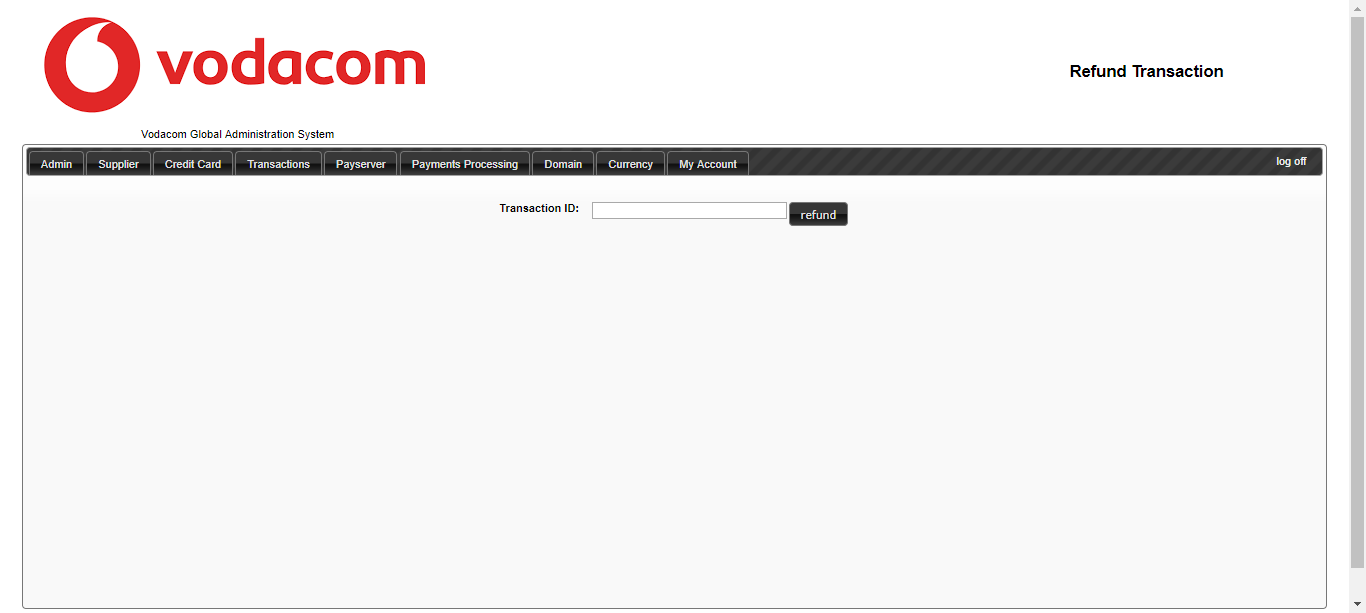 vodacom
Refund Transaction
Vodacom Global Administration System
Admin Supplier Credit Card Transactions Payserver Payments Processing Domain Currency My Account log off
Transaction ID: refund